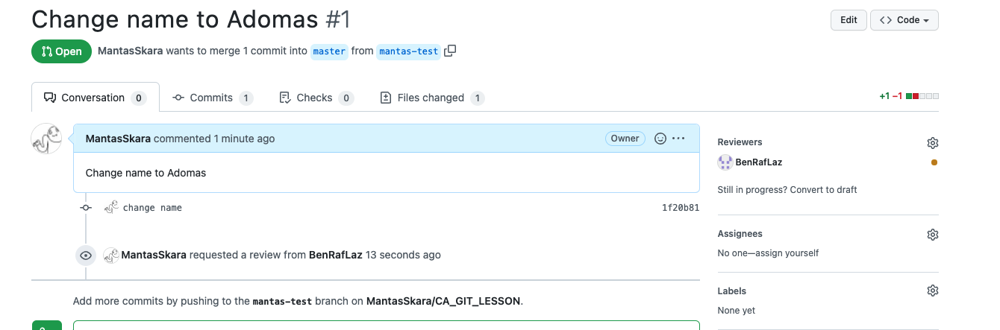 Change name to Adomas #1
Edit
<> Code
Open
MantasSkara wants to merge 1 commit into master from mantas-test
Conversation 0
Commits 1
Checks 0
Files changed 1
+1 −1
MantasSkara commented 1 minute ago
Owner
Change name to Adomas
change name
1f20b81
MantasSkara requested a review from BenRafLaz 13 seconds ago
Add more commits by pushing to the mantas-test branch on MantasSkara/CA_GIT_LESSON.
Reviewers
BenRafLaz
Still in progress? Convert to draft
Assignees
No one—assign yourself
Labels
None yet